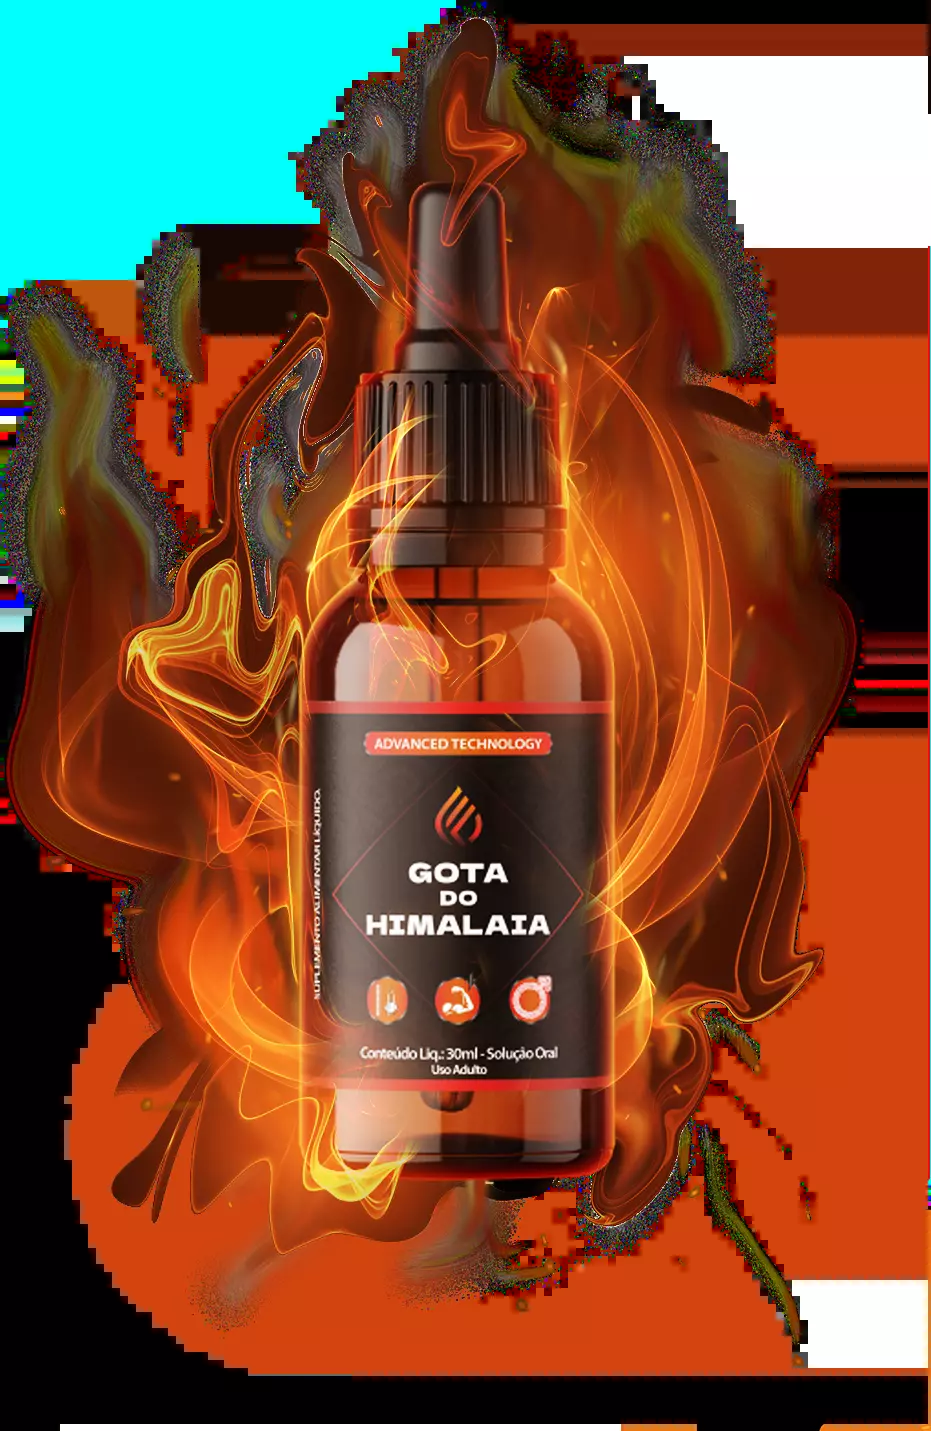 ADVANCED TECHNOLOGY
SUPLEMENTO ALIMENTAR LÍQUIDO.
GOTA
DO
HIMALAIA
Conteúdo Liq.: 30ml - Solução Oral
Uso Adulto